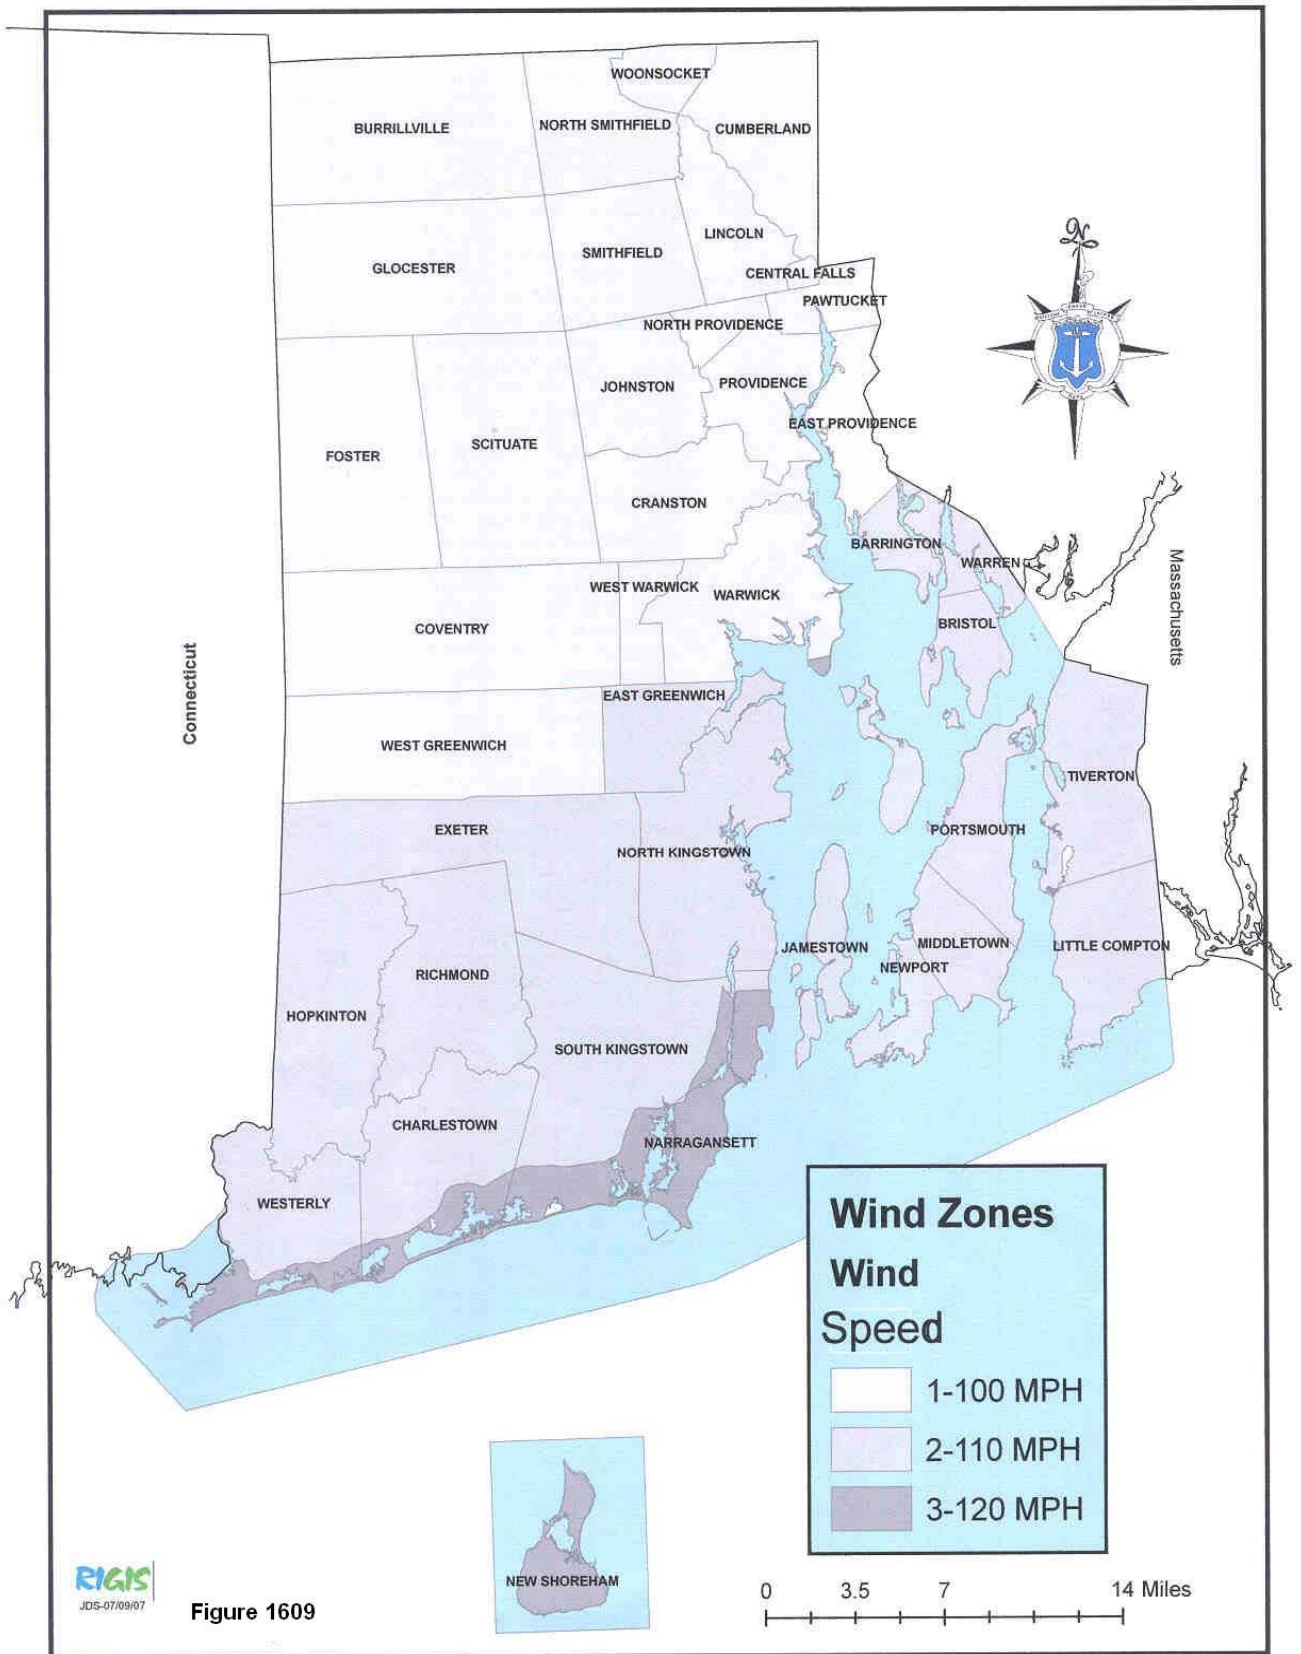 WOONSOCKET
BURRILLVILLE
NORTH SMITHFIELD
CUMBERLAND
N
LINCOLN
SMITHFIELD
GLOCESTER
CENTRAL FALLS
PAWTUCKET
NORTH PROVIDENCE
JOHNSTON
PROVIDENCE
EAST PROVIDENCE
SCITUATE
FOSTER
CRANSTON
BARRINGTON
WARREN
Massachusetts
WEST WARWICK
WARWICK
COVENTRY
BRISTOL
Connecticut
EAST GREENWICH
WEST GREENWICH
TIVERTON
EXETER
PORTSMOUTH
NORTH KINGSTOWN
JAMESTOWN
MIDDLETOWN
LITTLE COMPTON
NEWPORT
RICHMOND
HOPKINTON
SOUTH KINGSTOWN
CHARLESTOWN
NARRAGANSETT
WESTERLY
Wind Zones
Wind
Speed
1-100 MPH
2-110 MPH
3-120 MPH
NEW SHOREHAM
RIGIS
JDS-07/09/07
Figure 1609
0 3.5 7 14 Miles